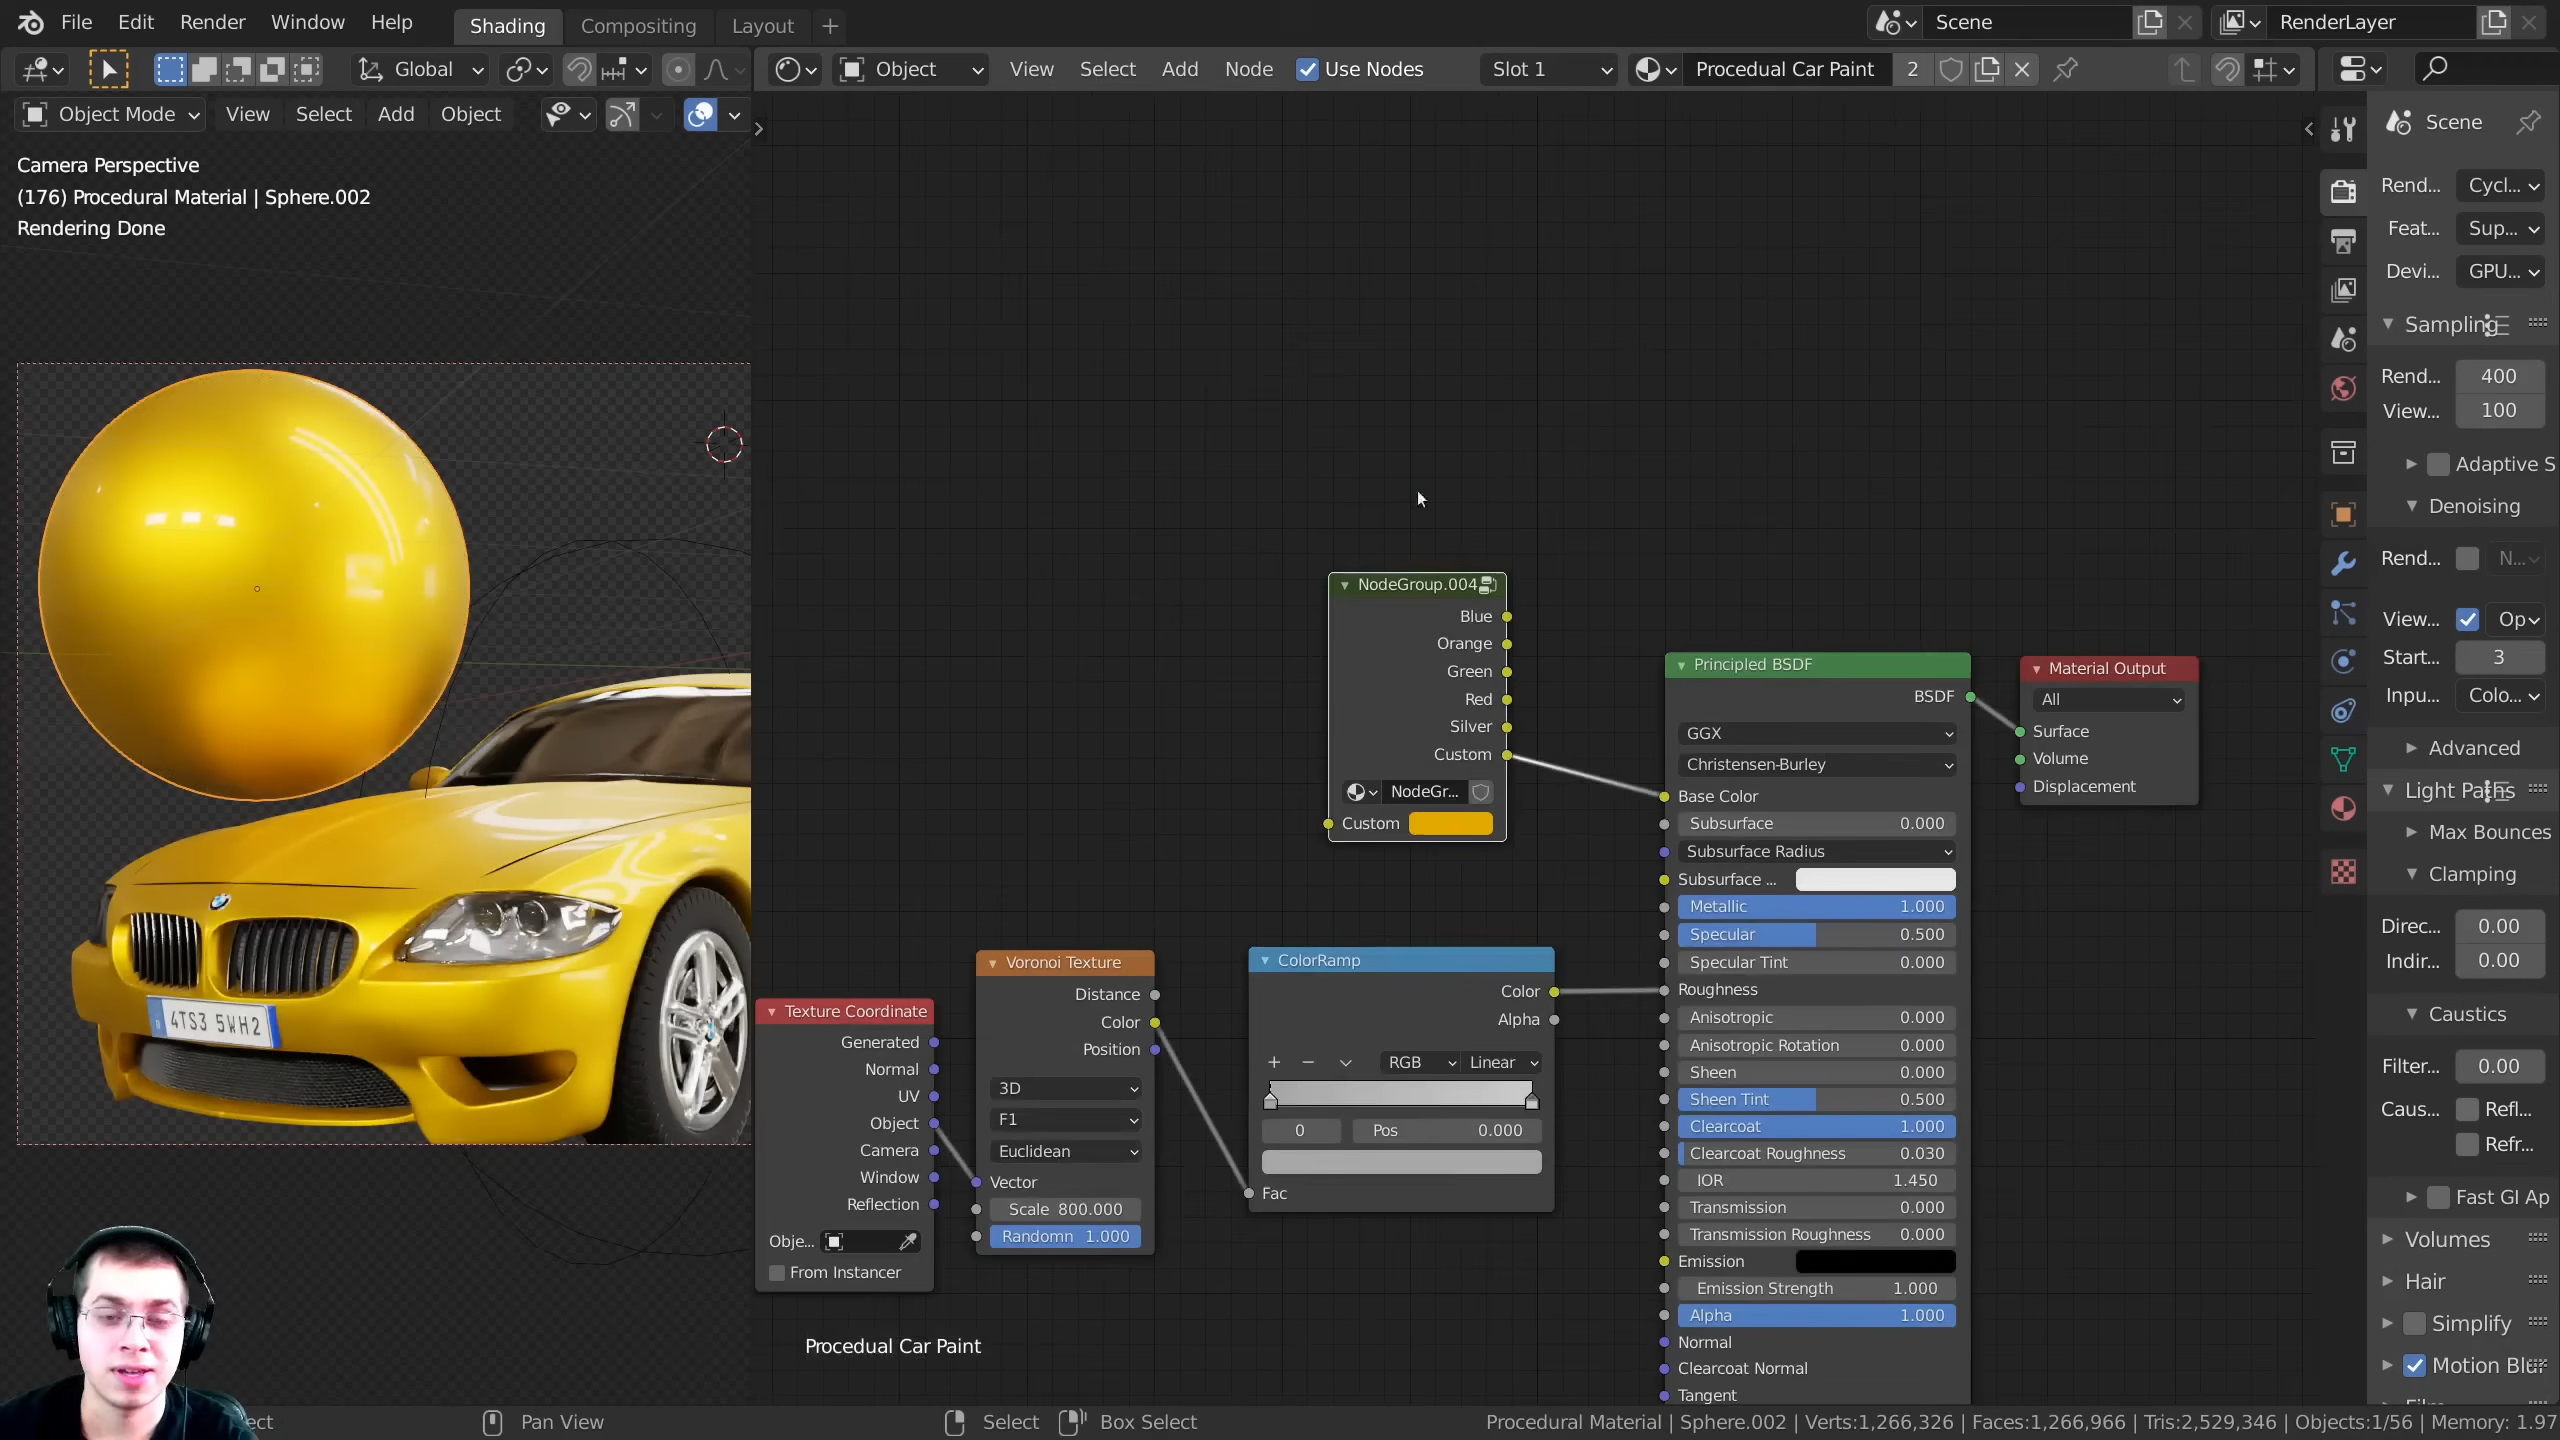 File Edit Render Window Help Shading Compositing Layout + Scene RenderLayer
Global Object View Select Add Node Use Nodes Slot 1 Procedual Car Paint 2
Object Mode View Select Add Object
Camera Perspective
(176) Procedural Material | Sphere.002
Rendering Done
4TS3 5WH2
NodeGroup.004
Blue
Orange
Green
Red
Silver
Custom
NodeGr...
Custom
Texture Coordinate
Generated
Normal
UV
Object
Camera
Window
Reflection
Obje...
From Instancer
Voronoi Texture
Distance
Color
Position
3D
F1
Euclidean
Vector
Scale 800.000
Randomn 1.000
ColorRamp
Color
Alpha
+ − RGB Linear
0 Pos 0.000
Fac
Principled BSDF
BSDF
GGX
Christensen-Burley
Base Color
Subsurface 0.000
Subsurface Radius
Subsurface ...
Metallic 1.000
Specular 0.500
Specular Tint 0.000
Roughness
Anisotropic 0.000
Anisotropic Rotation 0.000
Sheen 0.000
Sheen Tint 0.500
Clearcoat 1.000
Clearcoat Roughness 0.030
IOR 1.450
Transmission 0.000
Transmission Roughness 0.000
Emission
Emission Strength 1.000
Alpha 1.000
Normal
Clearcoat Normal
Tangent
Material Output
All
Surface
Volume
Displacement
Procedual Car Paint
Scene
Rend... Cycl...
Feat... Sup...
Devi... GPU...
Sampling
Rend... 400
View... 100
Adaptive S
Denoising
Rend... N...
View... Op
Start... 3
Inpu... Colo...
Advanced
Light Paths
Max Bounces
Clamping
Direc... 0.00
Indir... 0.00
Caustics
Filter... 0.00
Caus... Refl...
Refr...
Fast GI Ap
Volumes
Hair
Simplify
Motion Blur
ect Pan View Select Box Select Procedural Material | Sphere.002 | Verts:1,266,326 | Faces:1,266,966 | Tris:2,529,346 | Objects:1/56 | Memory: 1.97